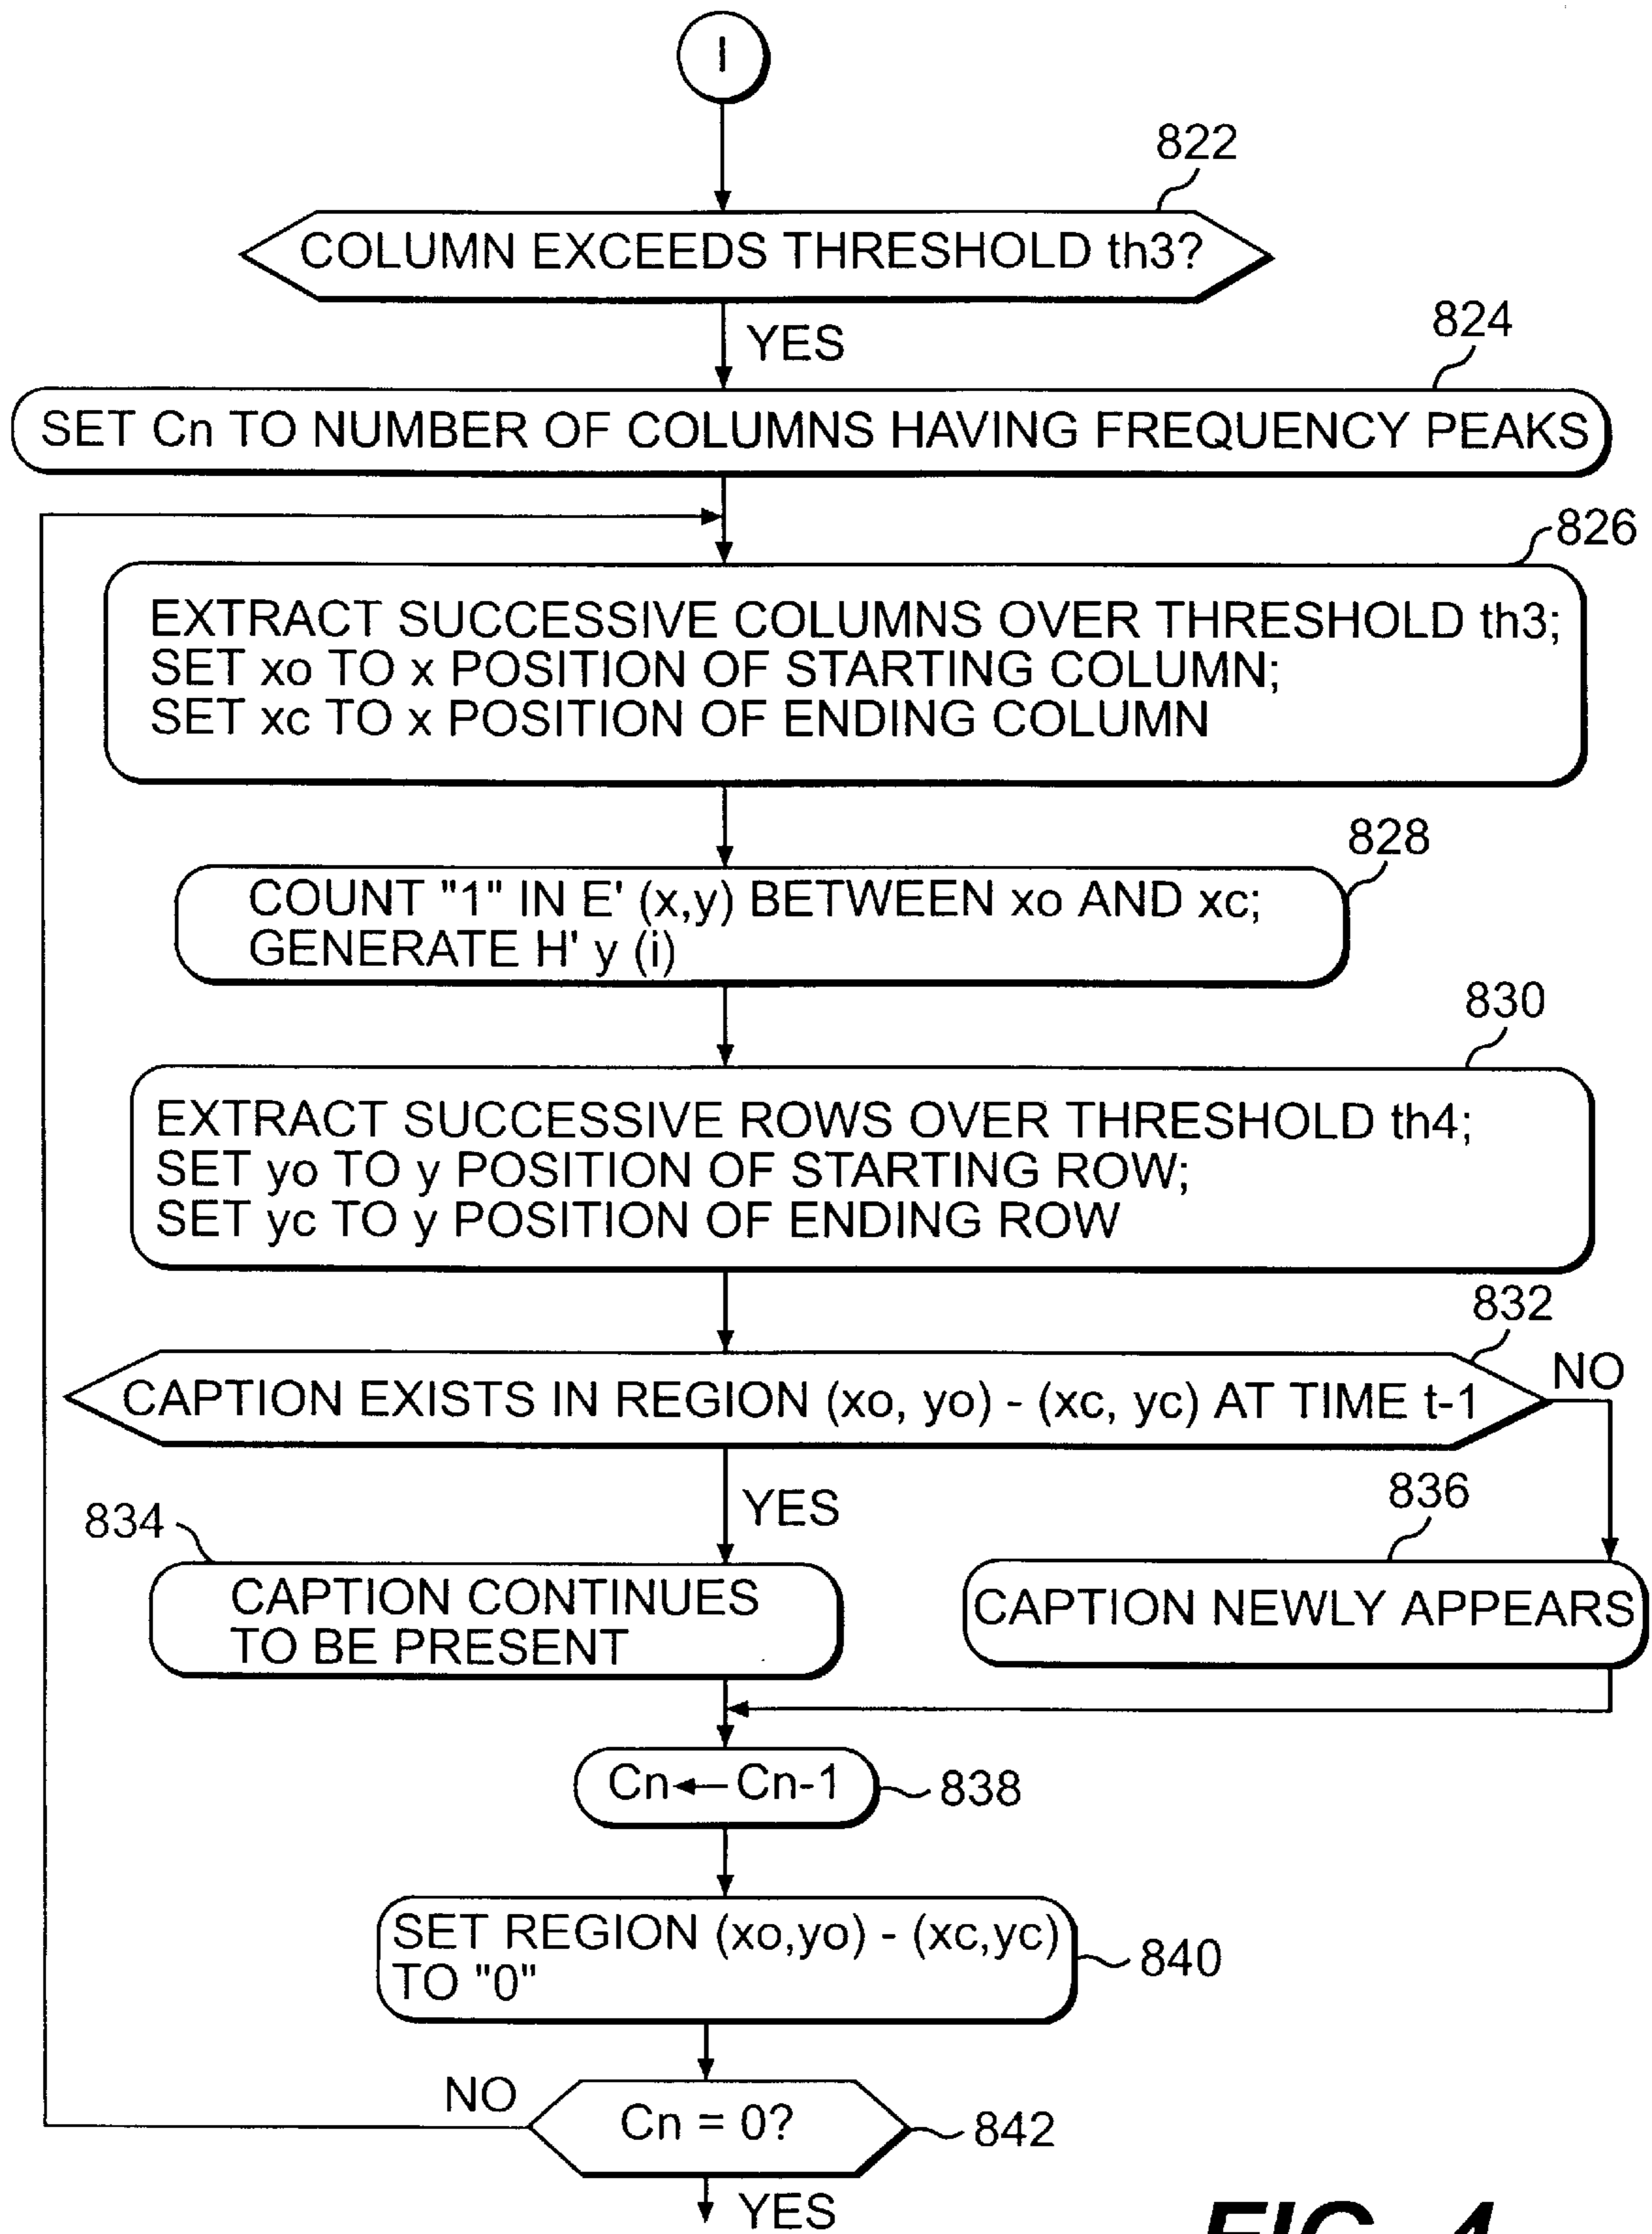 I
822
COLUMN EXCEEDS THRESHOLD th3?
YES
824
SET Cn TO NUMBER OF COLUMNS HAVING FREQUENCY PEAKS
826
EXTRACT SUCCESSIVE COLUMNS OVER THRESHOLD th3;
SET xo TO x POSITION OF STARTING COLUMN;
SET xc TO x POSITION OF ENDING COLUMN
828
COUNT "1" IN E' (x,y) BETWEEN xo AND xc;
GENERATE H' y (i)
830
EXTRACT SUCCESSIVE ROWS OVER THRESHOLD th4;
SET yo TO y POSITION OF STARTING ROW;
SET yc TO y POSITION OF ENDING ROW
832
CAPTION EXISTS IN REGION (xo, yo) - (xc, yc) AT TIME t-1
NO
YES
834
836
CAPTION CONTINUES
TO BE PRESENT
CAPTION NEWLY APPEARS
Cn ← Cn-1
838
SET REGION (xo,yo) - (xc,yc)
TO "0"
840
NO
Cn = 0?
842
YES
FIG. 4